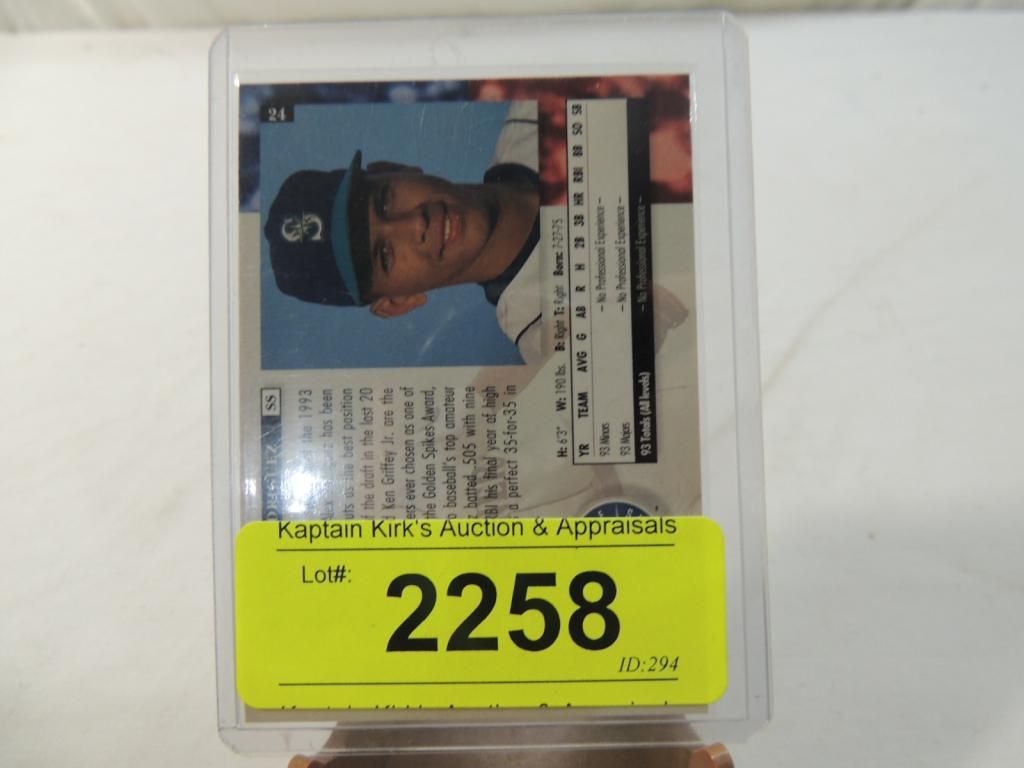 24
SS
the 1993
has been
uts as the best position
f the draft in the last 20
Ken Griffey Jr. are the
ers ever chosen as one of
the Golden Spikes Award,
o baseball's top amateur
batted .505 with nine
RBI his final year of high
a perfect 35-for-35 in
H: 6'3" W: 190 lbs. B: Right T: Right Born: 7-27-75
YR TEAM AVG G AB R H 2B 3B HR RBI BB SO SB
93 Minors – No Professional Experience –
93 Majors – No Professional Experience –
93 Totals (All levels) – No Professional Experience –
Kaptain Kirk's Auction & Appraisals
Lot#:
2258
ID:294